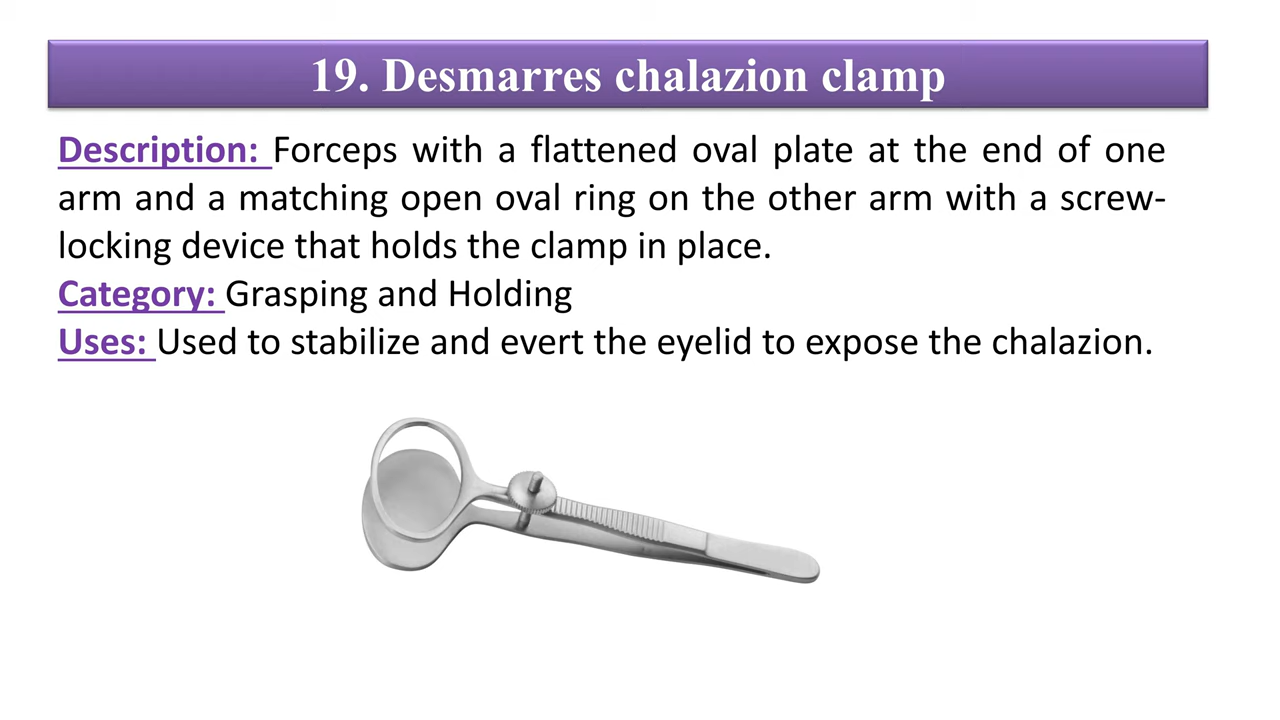 19. Desmarres chalazion clamp
Description: Forceps with a flattened oval plate at the end of one
arm and a matching open oval ring on the other arm with a screw-
locking device that holds the clamp in place.
Category: Grasping and Holding
Uses: Used to stabilize and evert the eyelid to expose the chalazion.